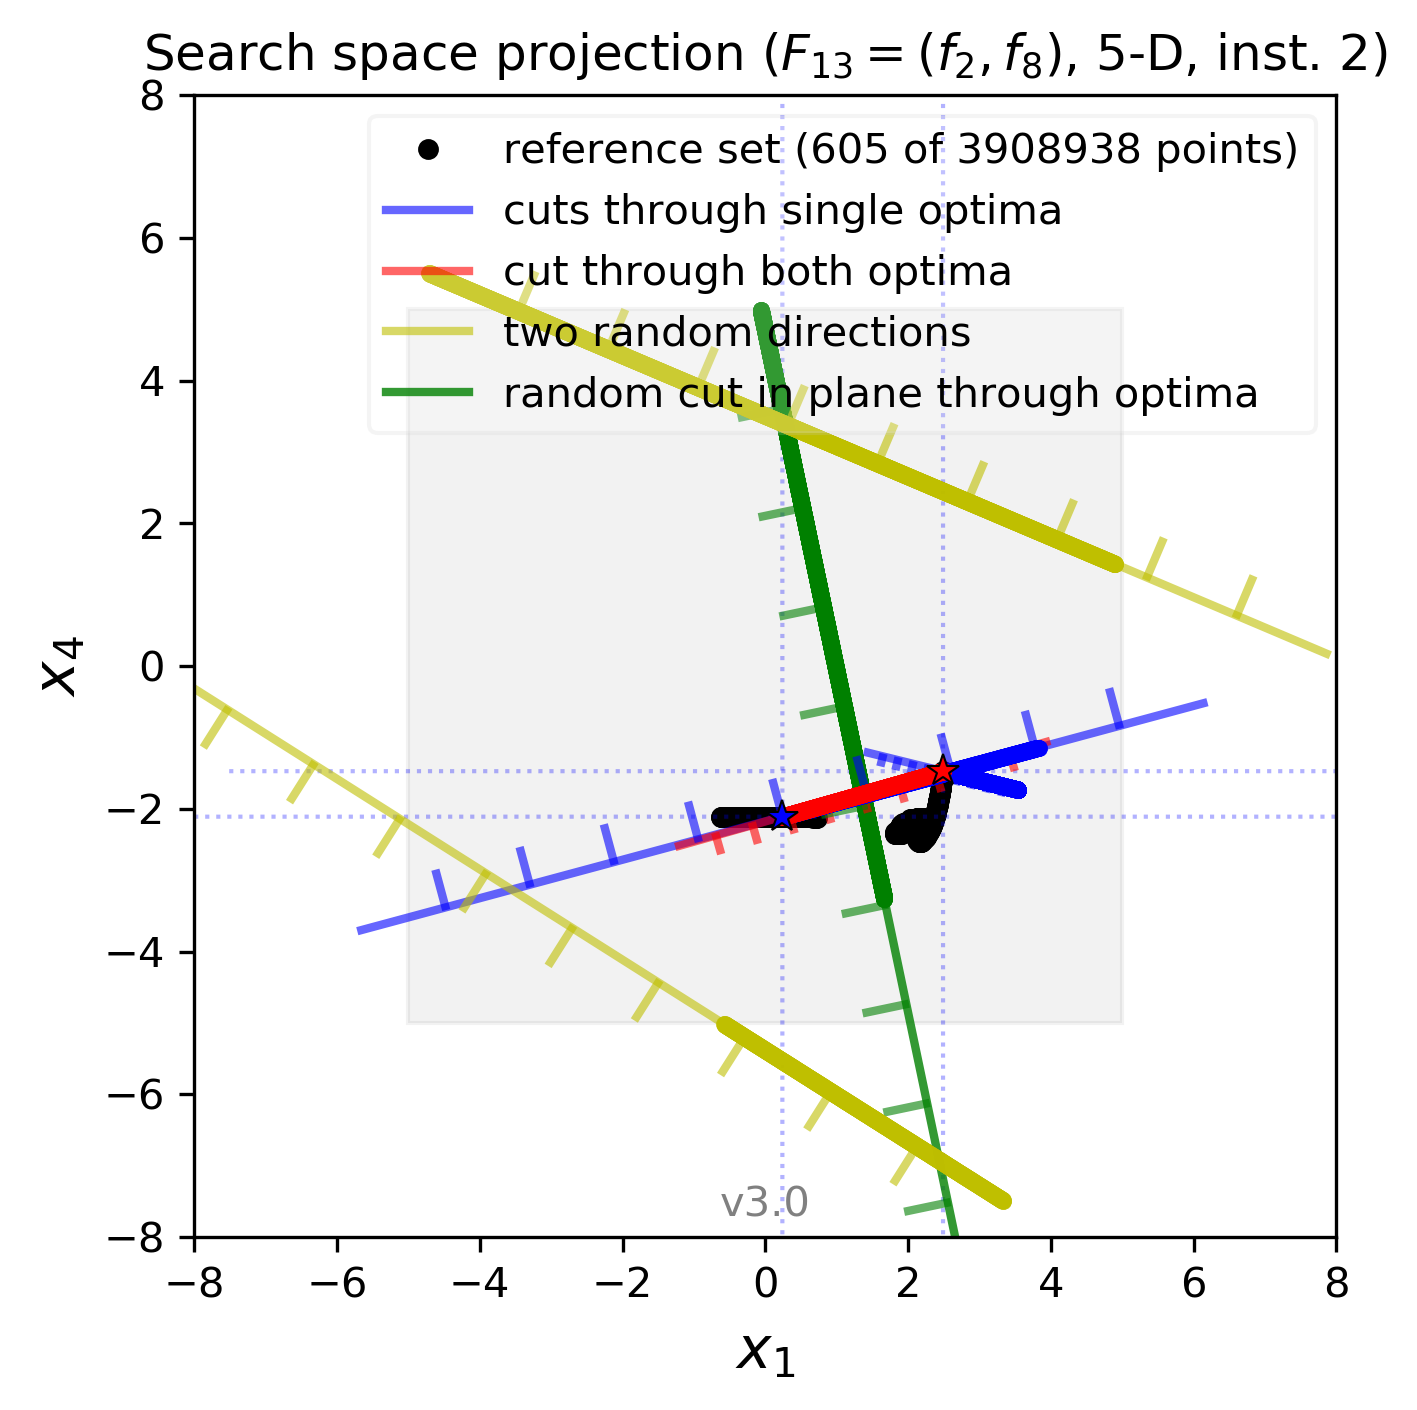 Search space projection (F13 = (f2, f8), 5-D, inst. 2)
reference set (605 of 3908938 points)
cuts through single optima
cut through both optima
two random directions
random cut in plane through optima
8
6
4
2
0
−2
−4
−6
−8
x4
v3.0
−8 −6 −4 −2 0 2 4 6 8
x1